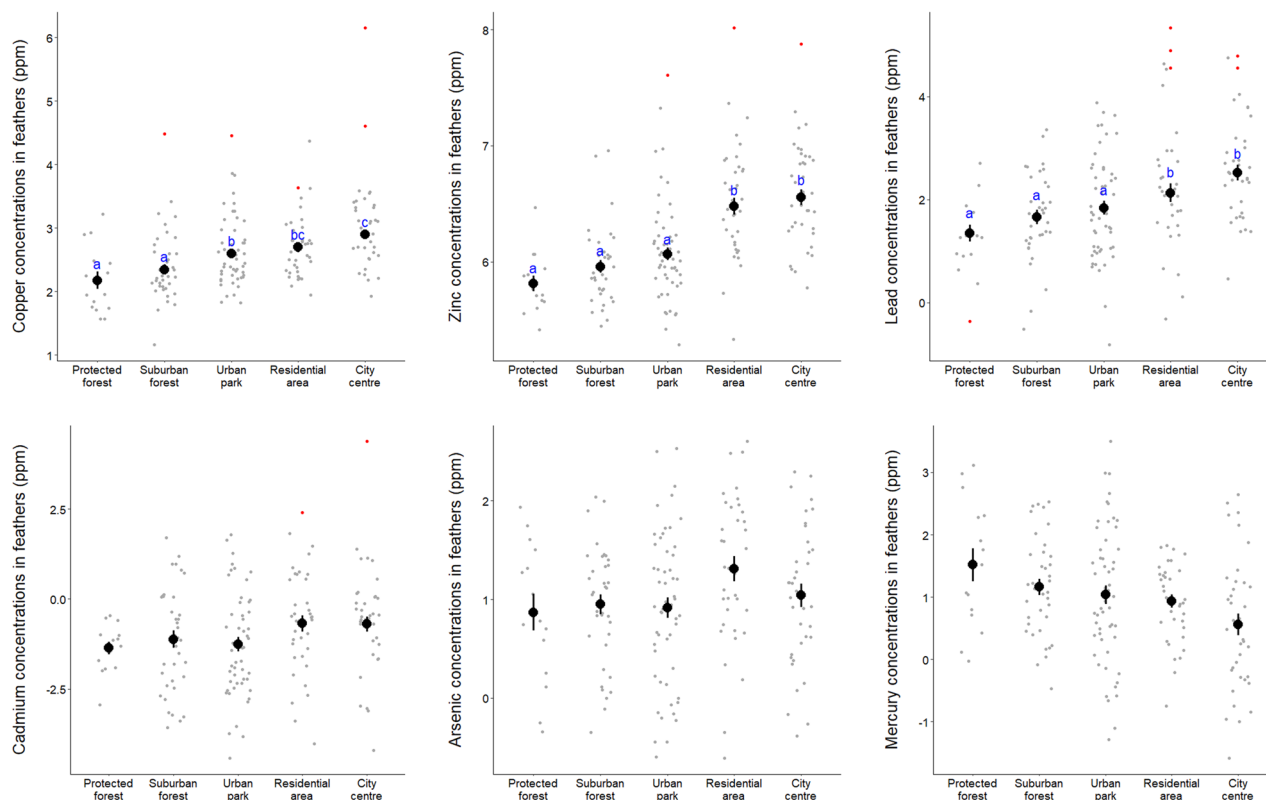 Copper concentrations in feathers (ppm)
6
5
4
3
2
1
a
a
b
bc
c
Protected
forest
Suburban
forest
Urban
park
Residential
area
City
centre
Zinc concentrations in feathers (ppm)
8
7
6
a
a
a
b
b
Protected
forest
Suburban
forest
Urban
park
Residential
area
City
centre
Lead concentrations in feathers (ppm)
4
2
0
a
a
a
b
b
Protected
forest
Suburban
forest
Urban
park
Residential
area
City
centre
Cadmium concentrations in feathers (ppm)
2.5
0.0
-2.5
Protected
forest
Suburban
forest
Urban
park
Residential
area
City
centre
Arsenic concentrations in feathers (ppm)
2
1
0
Protected
forest
Suburban
forest
Urban
park
Residential
area
City
centre
Mercury concentrations in feathers (ppm)
3
2
1
0
-1
Protected
forest
Suburban
forest
Urban
park
Residential
area
City
centre